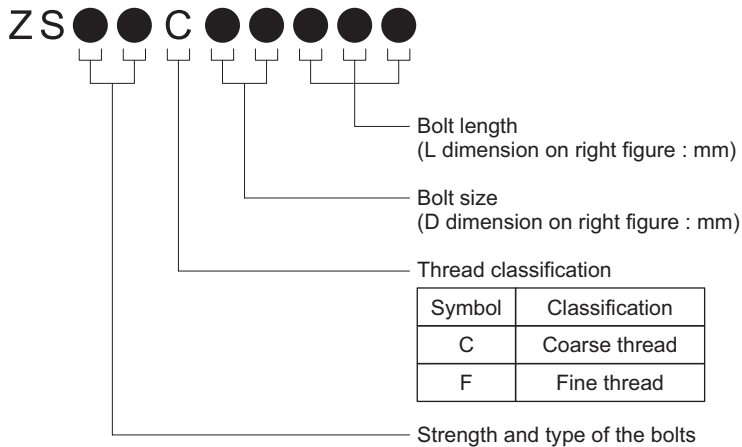 ZS●●C●●●●●
Bolt length
(L dimension on right figure : mm)
Bolt size
(D dimension on right figure : mm)
Thread classification
Symbol Classification
C Coarse thread
F Fine thread
Strength and type of the bolts